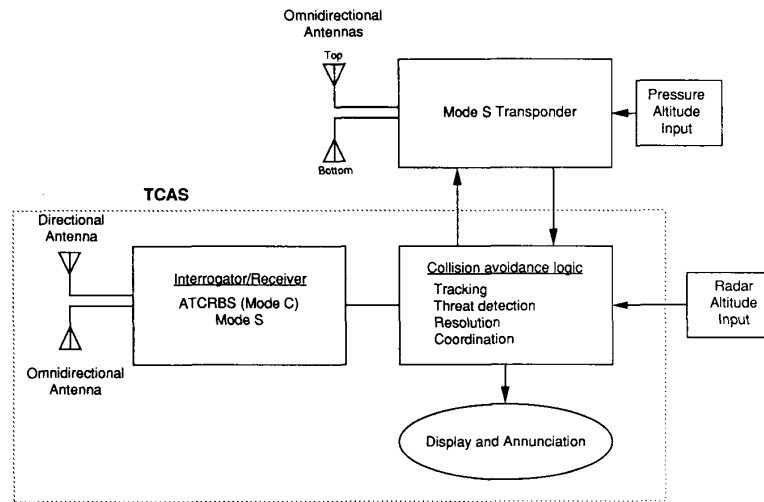 Omnidirectional
Antennas
Top
Bottom
Mode S Transponder
Pressure
Altitude
Input
TCAS
Directional
Antenna
Omnidirectional
Antenna
Interrogator/Receiver
ATCRBS (Mode C)
Mode S
Collision avoidance logic
Tracking
Threat detection
Resolution
Coordination
Radar
Altitude
Input
Display and Annunciation